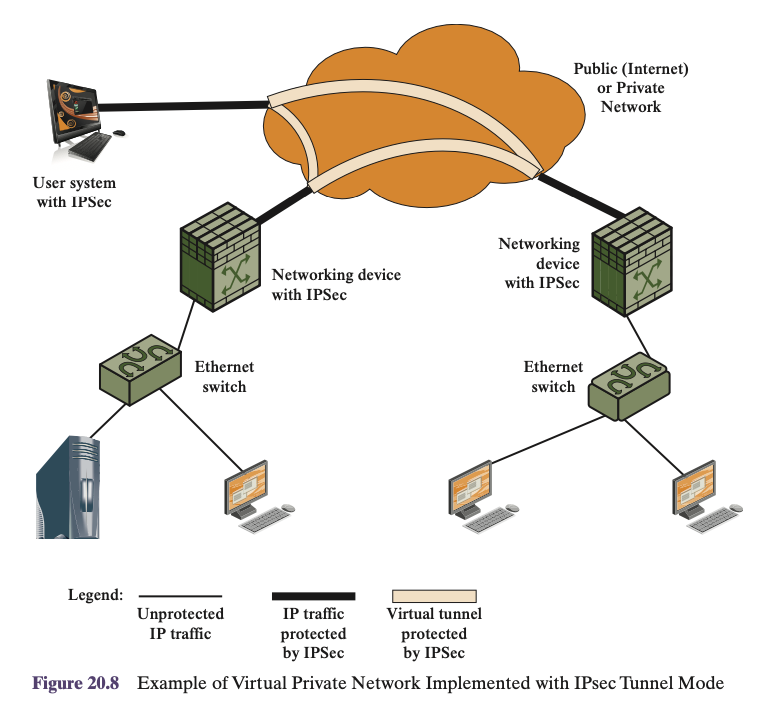 Public (Internet)
or Private
Network
User system
with IPSec
Networking device
with IPSec
Networking
device
with IPSec
Ethernet
switch
Ethernet
switch
Legend:
Unprotected
IP traffic
IP traffic
protected
by IPSec
Virtual tunnel
protected
by IPSec
Figure 20.8 Example of Virtual Private Network Implemented with IPsec Tunnel Mode